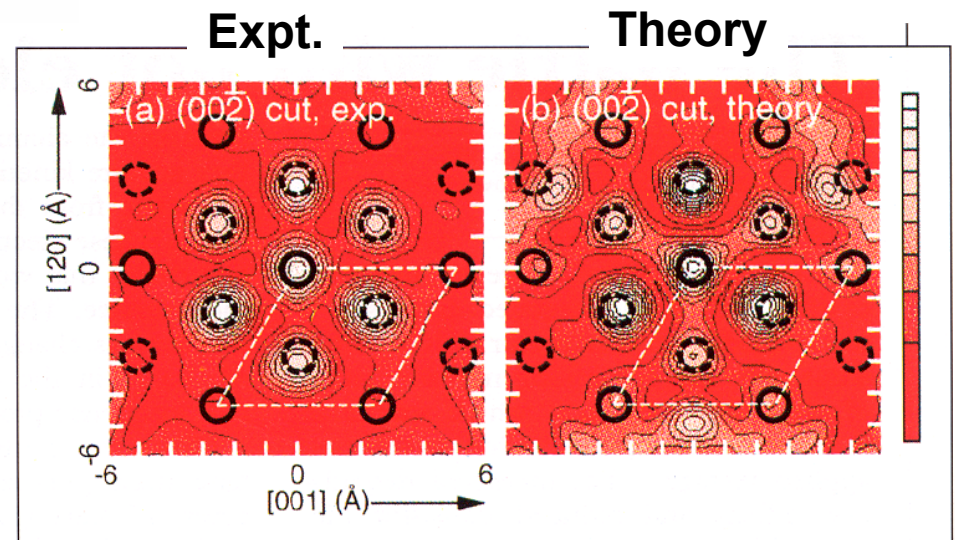 Expt. Theory
(a) (002̅) cut, exp. (b) (002̅) cut, theory
6
[120] (Å)
0
-6
-6 0 6
[001] (Å)